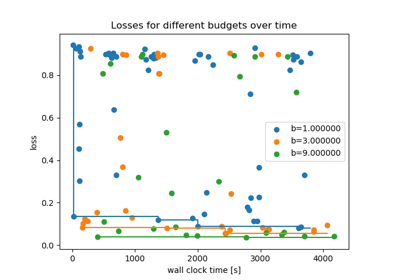 Losses for different budgets over time
loss
0.8
0.6
0.4
0.2
0.0
b=1.000000
b=3.000000
b=9.000000
0
1000
2000
3000
4000
wall clock time [s]